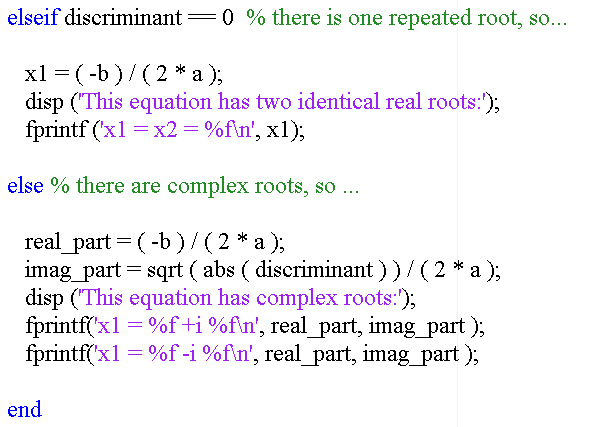 elseif discriminant == 0 % there is one repeated root, so...
x1 = ( -b ) / ( 2 * a );
disp ('This equation has two identical real roots:');
fprintf ('x1 = x2 = %f\n', x1);
else % there are complex roots, so ...
real_part = ( -b ) / ( 2 * a );
imag_part = sqrt ( abs ( discriminant ) ) / ( 2 * a );
disp ('This equation has complex roots:');
fprintf('x1 = %f +i %f\n', real_part, imag_part );
fprintf('x1 = %f -i %f\n', real_part, imag_part );
end